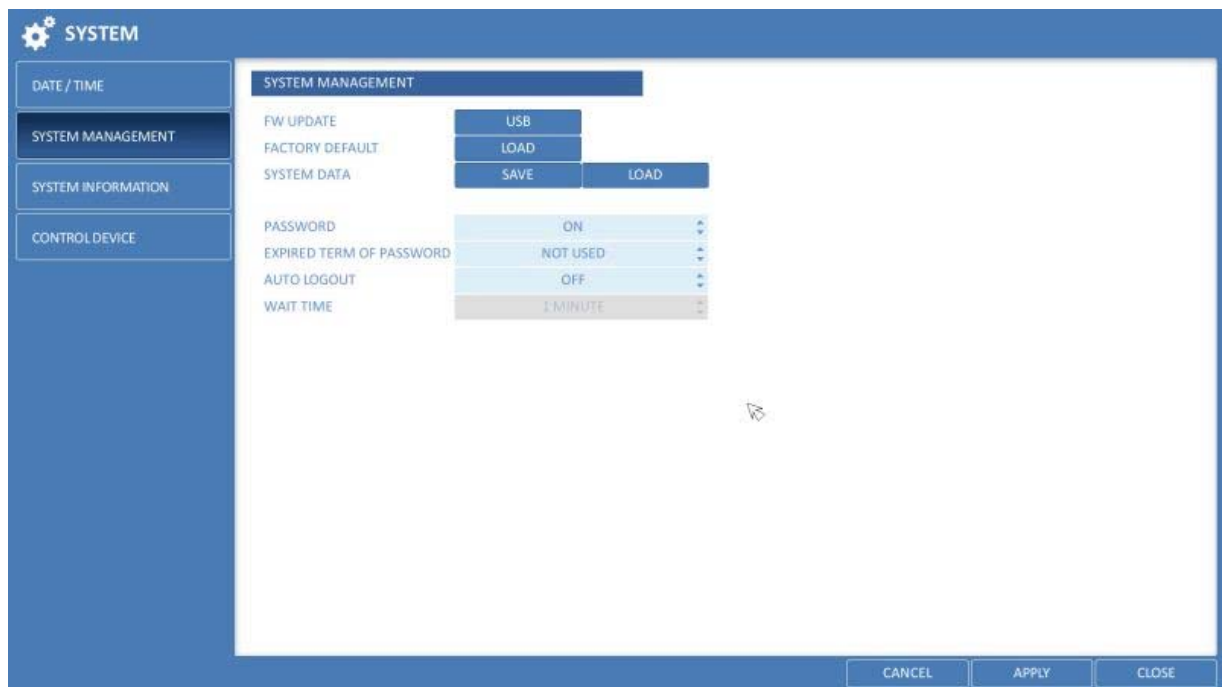 SYSTEM
DATE / TIME
SYSTEM MANAGEMENT
SYSTEM INFORMATION
CONTROL DEVICE
SYSTEM MANAGEMENT
FW UPDATE USB
FACTORY DEFAULT LOAD
SYSTEM DATA SAVE LOAD
PASSWORD ON
EXPIRED TERM OF PASSWORD NOT USED
AUTO LOGOUT OFF
WAIT TIME 1 MINUTE
CANCEL APPLY CLOSE